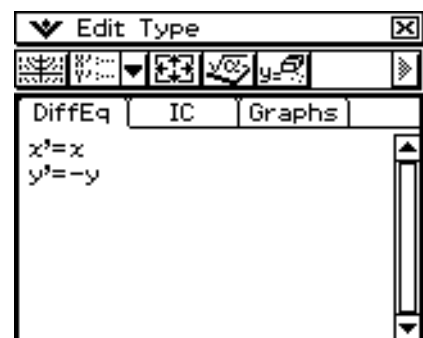 Edit Type
y=
DiffEq IC Graphs
x'=x
y'=-y